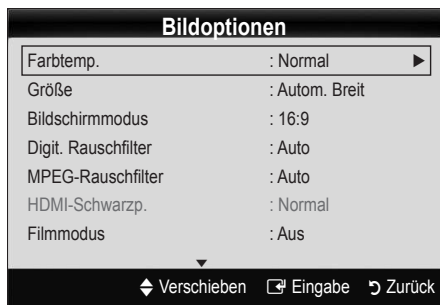 Bildoptionen
Farbtemp. : Normal ►
Größe : Autom. Breit
Bildschirmmodus : 16:9
Digit. Rauschfilter : Auto
MPEG-Rauschfilter : Auto
HDMI-Schwarzp. : Normal
Filmmodus : Aus
Verschieben Eingabe Zurück